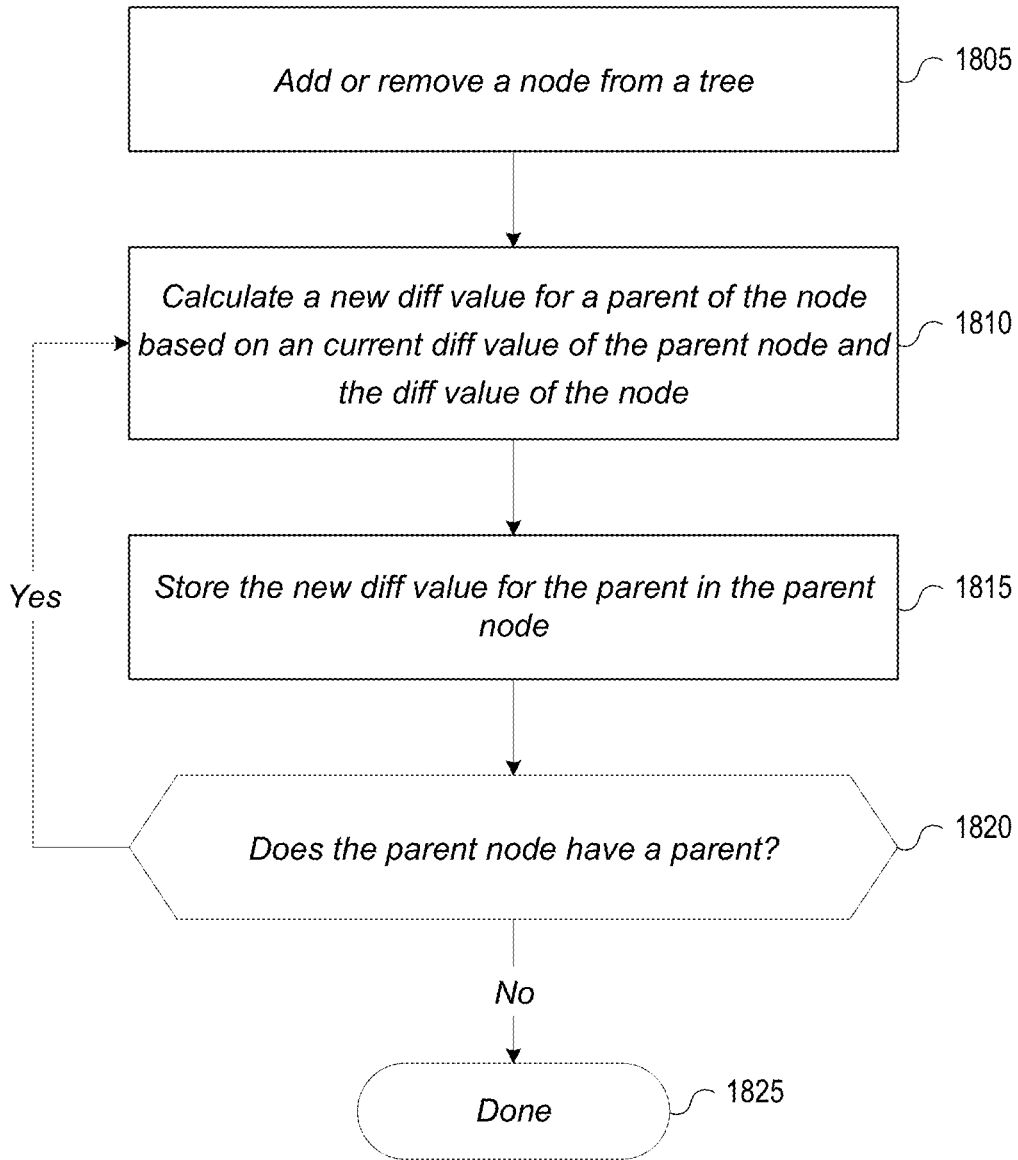 Add or remove a node from a tree
1805
Calculate a new diff value for a parent of the node
based on an current diff value of the parent node and
the diff value of the node
1810
Store the new diff value for the parent in the parent
node
1815
Yes
Does the parent node have a parent?
1820
No
Done
1825